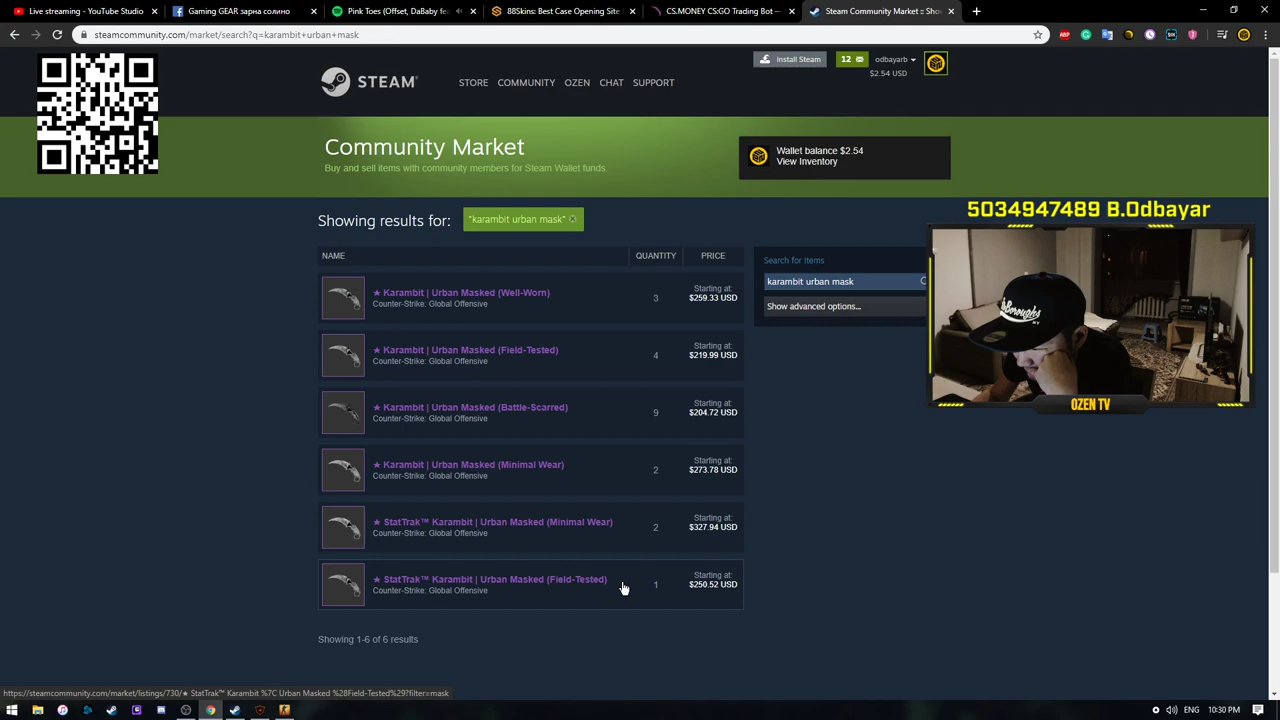 Live streaming - YouTube Studio
Gaming GEAR зарна солилцо
Pink Toes (Offset, DaBaby
88Skins: Best Case Opening Site
CS.MONEY CS:GO Trading Bot —
Steam Community Market :: Show
steamcommunity.com/market/search?q=karambit+urban+mask
Install Steam
12
odbayarb
$2.54 USD
STEAM
STORE COMMUNITY OZEN CHAT SUPPORT
Community Market
Buy and sell items with community members for Steam Wallet funds.
Wallet balance $2.54
View Inventory
Showing results for: "karambit urban mask"
5034947489 B.Odbayar
NAME QUANTITY PRICE
Search for Items
karambit urban mask
Show advanced options...
★ Karambit | Urban Masked (Well-Worn)
Counter-Strike: Global Offensive
3
Starting at:
$259.33 USD
★ Karambit | Urban Masked (Field-Tested)
Counter-Strike: Global Offensive
4
Starting at:
$219.99 USD
★ Karambit | Urban Masked (Battle-Scarred)
Counter-Strike: Global Offensive
9
Starting at:
$204.72 USD
★ Karambit | Urban Masked (Minimal Wear)
Counter-Strike: Global Offensive
2
Starting at:
$273.78 USD
★ StatTrak™ Karambit | Urban Masked (Minimal Wear)
Counter-Strike: Global Offensive
2
Starting at:
$327.94 USD
★ StatTrak™ Karambit | Urban Masked (Field-Tested)
Counter-Strike: Global Offensive
1
Starting at:
$250.52 USD
OZEN TV
Showing 1-6 of 6 results
https://steamcommunity.com/market/listings/730/★ StatTrak™ Karambit %7C Urban Masked %28Field-Tested%29?filter=mask
ENG 10:30 PM